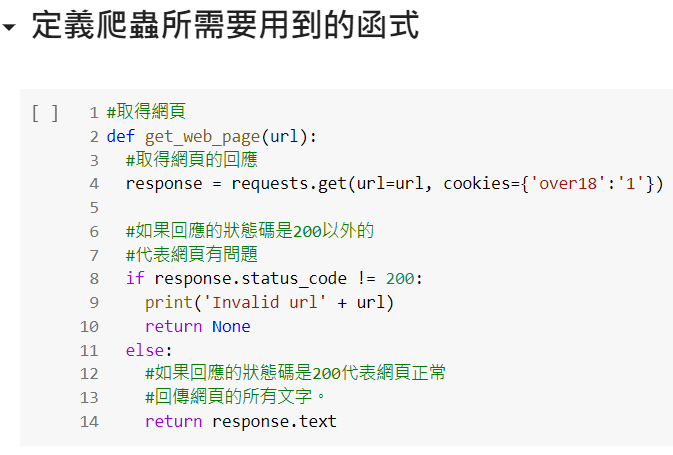 定義爬蟲所需要用到的函式
[ ] 1 #取得網頁
2 def get_web_page(url):
3 #取得網頁的回應
4 response = requests.get(url=url, cookies={'over18':'1'})
5
6 #如果回應的狀態碼是200以外的
7 #代表網頁有問題
8 if response.status_code != 200:
9 print('Invalid url' + url)
10 return None
11 else:
12 #如果回應的狀態碼是200代表網頁正常
13 #回傳網頁的所有文字。
14 return response.text